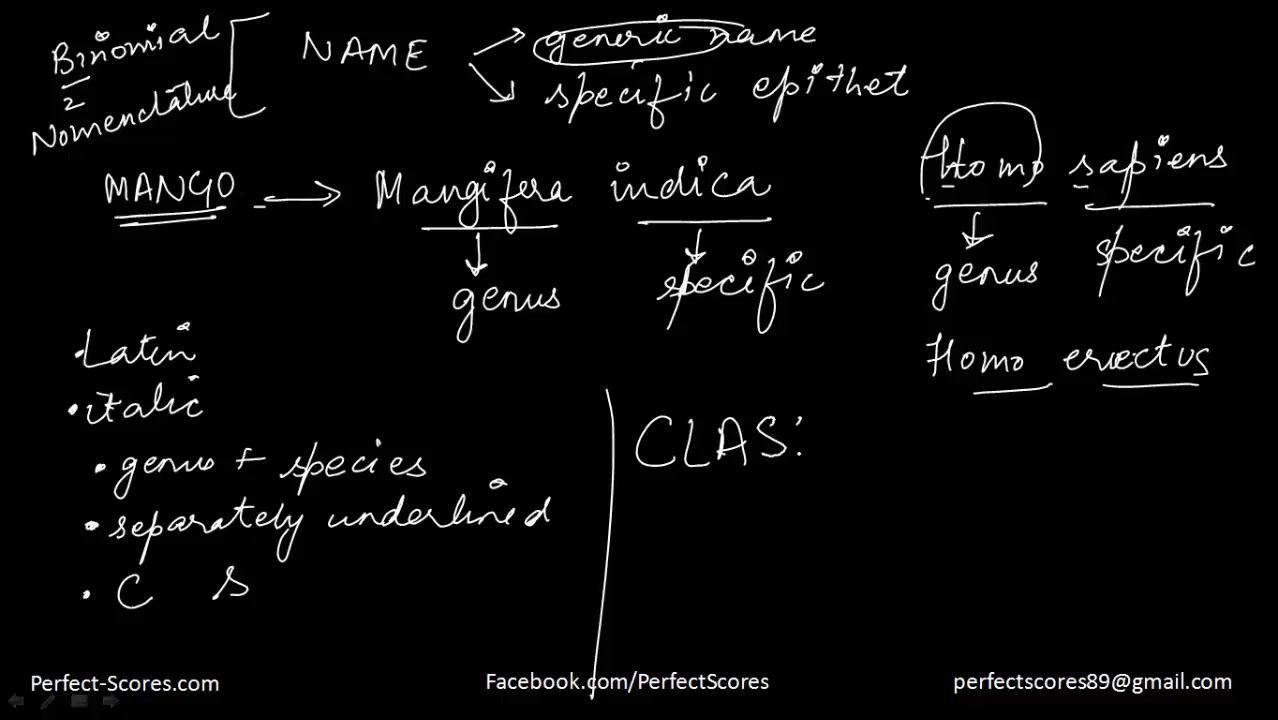 Binomial
2
Nomenclature
NAME
generic name
specific epithet
MANGO → Mangifera indica
genus
specific
Homo sapiens
genus
specific
Homo erectus
• Latin
• italic
• genus + species
• separately underlined
• C s
CLAS
Perfect-Scores.com
Facebook.com/PerfectScores
perfectscores89@gmail.com